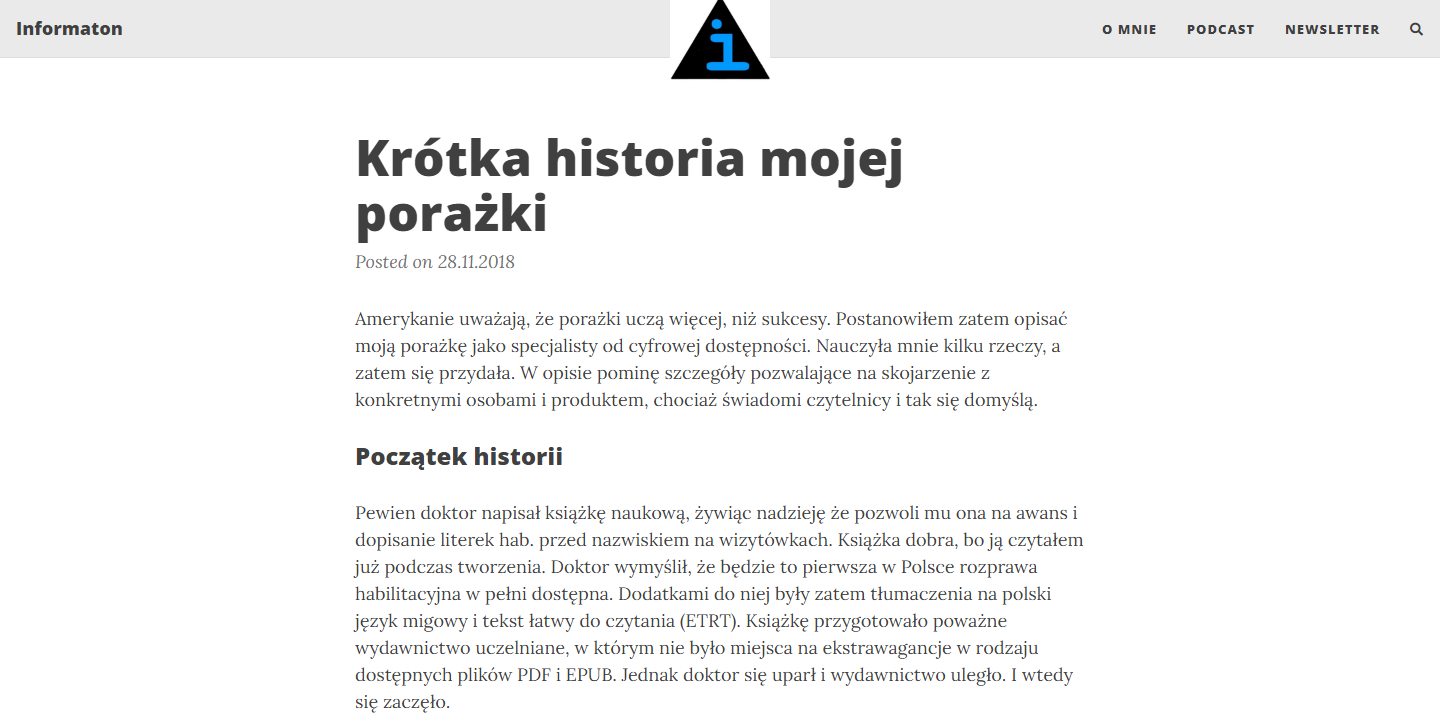 Informaton
i
O MNIE
PODCAST
NEWSLETTER
Krótka historia mojej
porażki
Posted on 28.11.2018
Amerykanie uważają, że porażki uczą więcej, niż sukcesy. Postanowiłem zatem opisać
moją porażkę jako specjalisty od cyfrowej dostępności. Nauczyła mnie kilku rzeczy, a
zatem się przydała. W opisie pominę szczegóły pozwalające na skojarzenie z
konkretnymi osobami i produktem, chociaż świadomi czytelnicy i tak się domyślą.
Początek historii
Pewien doktor napisał książkę naukową, żywiąc nadzieję że pozwoli mu ona na awans i
dopisanie literek hab. przed nazwiskiem na wizytówkach. Książka dobra, bo ją czytałem
już podczas tworzenia. Doktor wymyślił, że będzie to pierwsza w Polsce rozprawa
habilitacyjna w pełni dostępna. Dodatkami do niej były zatem tłumaczenia na polski
język migowy i tekst łatwy do czytania (ETRT). Książkę przygotowało poważne
wydawnictwo uczelniane, w którym nie było miejsca na ekstrawagancje w rodzaju
dostępnych plików PDF i EPUB. Jednak doktor się uparł i wydawnictwo uległo. I wtedy
się zaczęło.